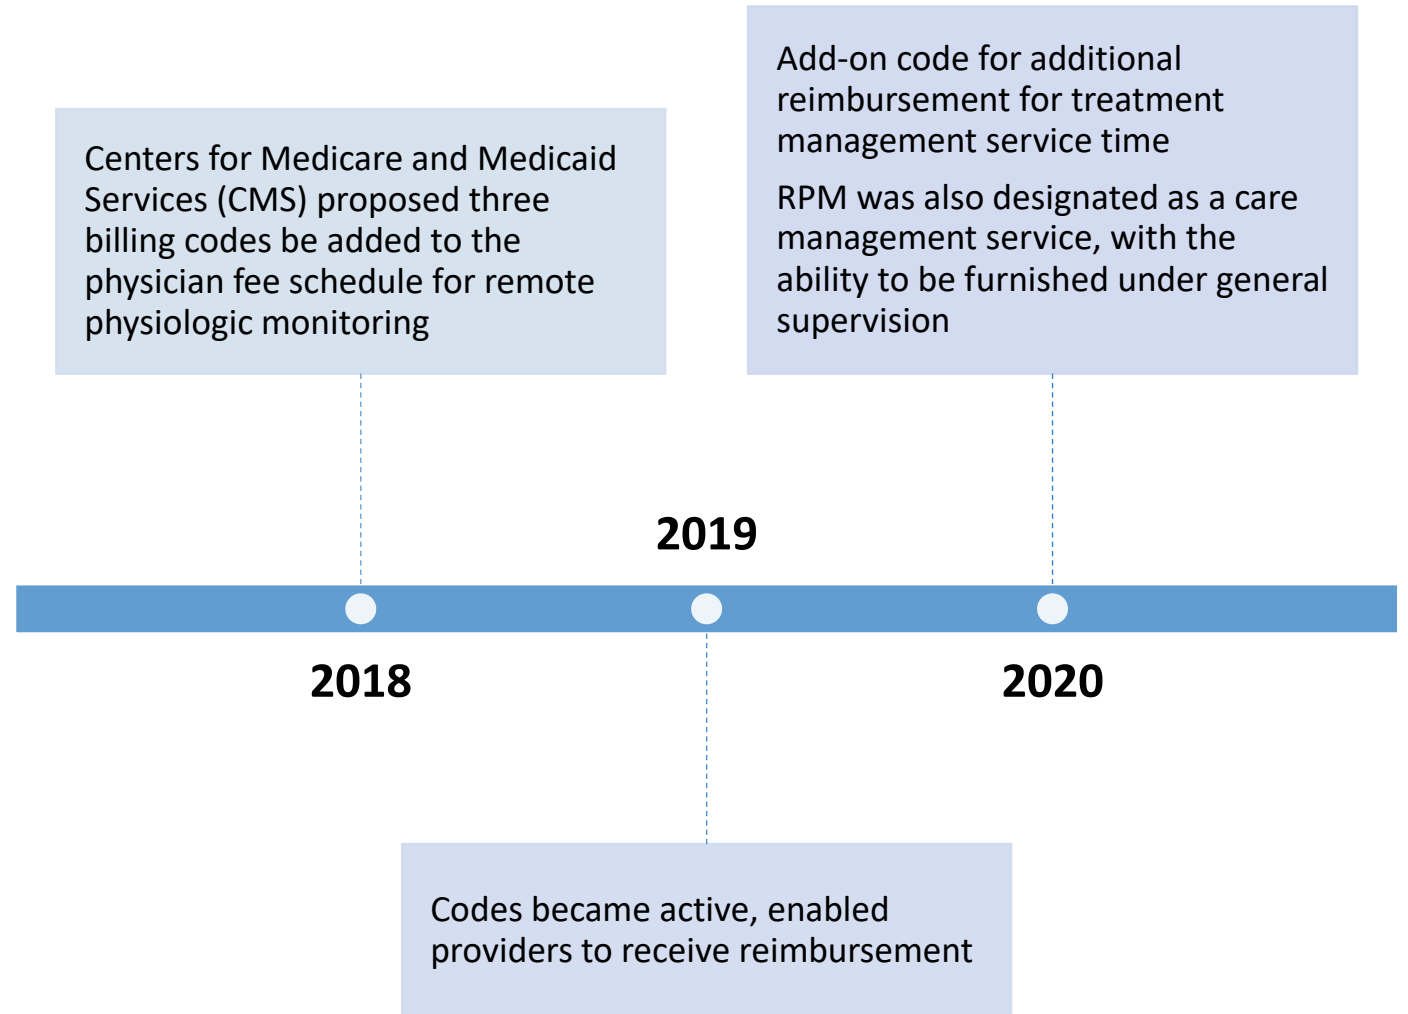 Centers for Medicare and Medicaid
Services (CMS) proposed three
billing codes be added to the
physician fee schedule for remote
physiologic monitoring
Add-on code for additional
reimbursement for treatment
management service time
RPM was also designated as a care
management service, with the
ability to be furnished under general
supervision
2019
2018
2020
Codes became active, enabled
providers to receive reimbursement